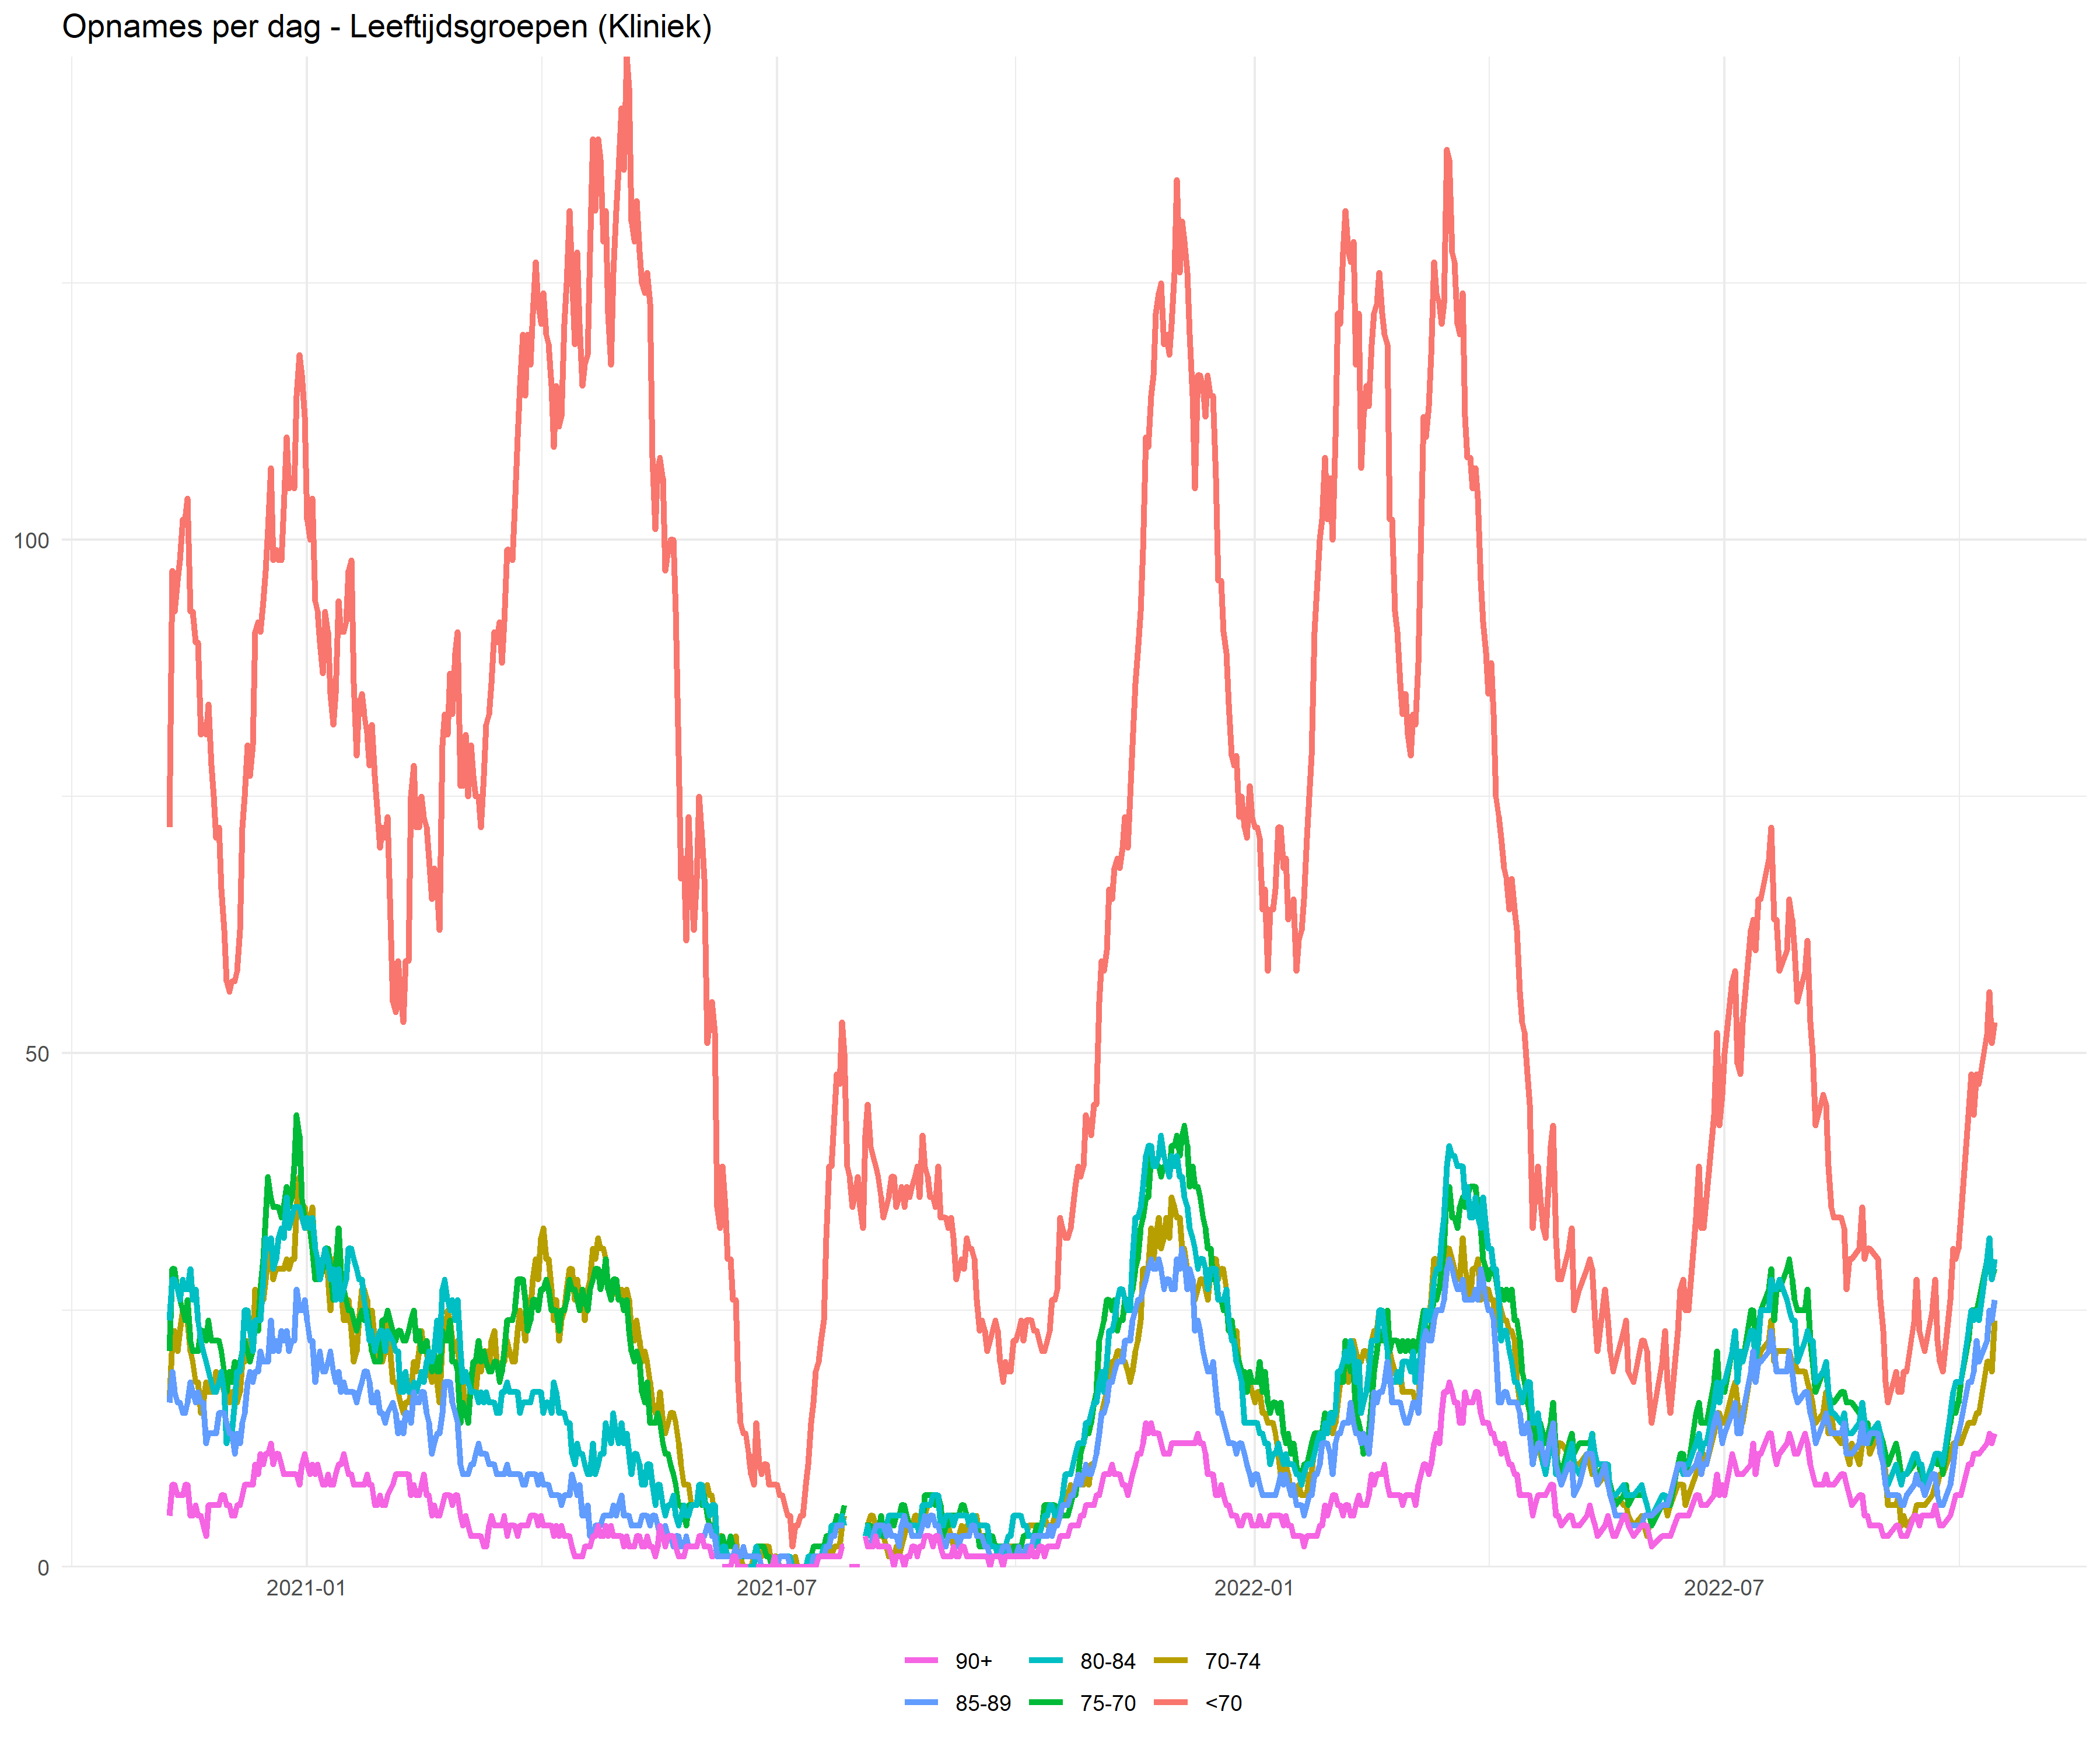 Opnames per dag - Leeftijdsgroepen (Kliniek)
100
50
0
2021-01 2021-07 2022-01 2022-07
90+ 80-84 70-74
85-89 75-70 <70